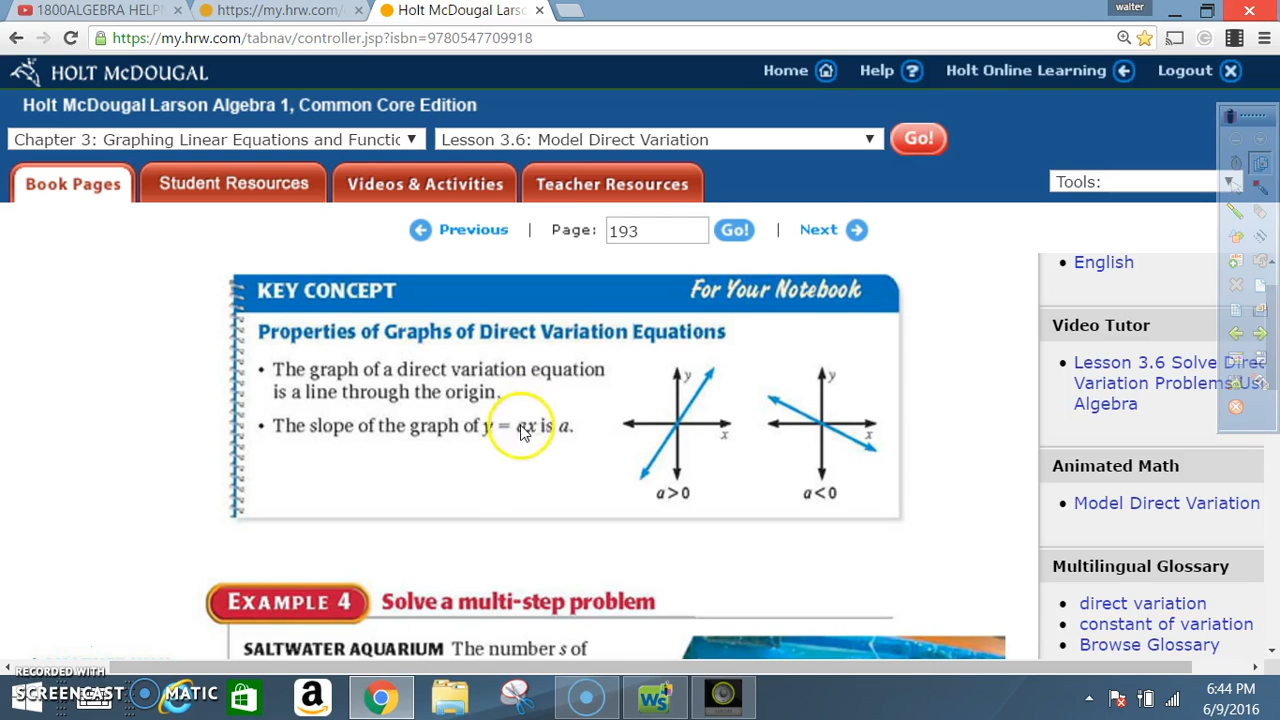 1800ALGEBRA HELPN
https://my.hrw.com/
Holt McDougal Lars
walter
https://my.hrw.com/tabnav/controller.jsp?isbn=9780547709918
HOLT MCDOUGAL
Home
Help
Holt Online Learning
Logout
Holt McDougal Larson Algebra 1, Common Core Edition
Chapter 3: Graphing Linear Equations and Functic
Lesson 3.6: Model Direct Variation
Go!
Book Pages
Student Resources
Videos & Activities
Teacher Resources
Tools:
Previous | Page: 193 Go! | Next
KEY CONCEPT
For Your Notebook
Properties of Graphs of Direct Variation Equations
• The graph of a direct variation equation
is a line through the origin.
• The slope of the graph of y = ax is a.
y
x
a > 0
y
x
a < 0
EXAMPLE 4 Solve a multi-step problem
SALTWATER AQUARIUM The number s of
• English
Video Tutor
• Lesson 3.6 Solve Direc
Variation Problems Us
Algebra
Animated Math
• Model Direct Variation
Multilingual Glossary
• direct variation
• constant of variation
• Browse Glossary
RECORDED WITH
SCREENCAST MATIC
6:44 PM
6/9/2016